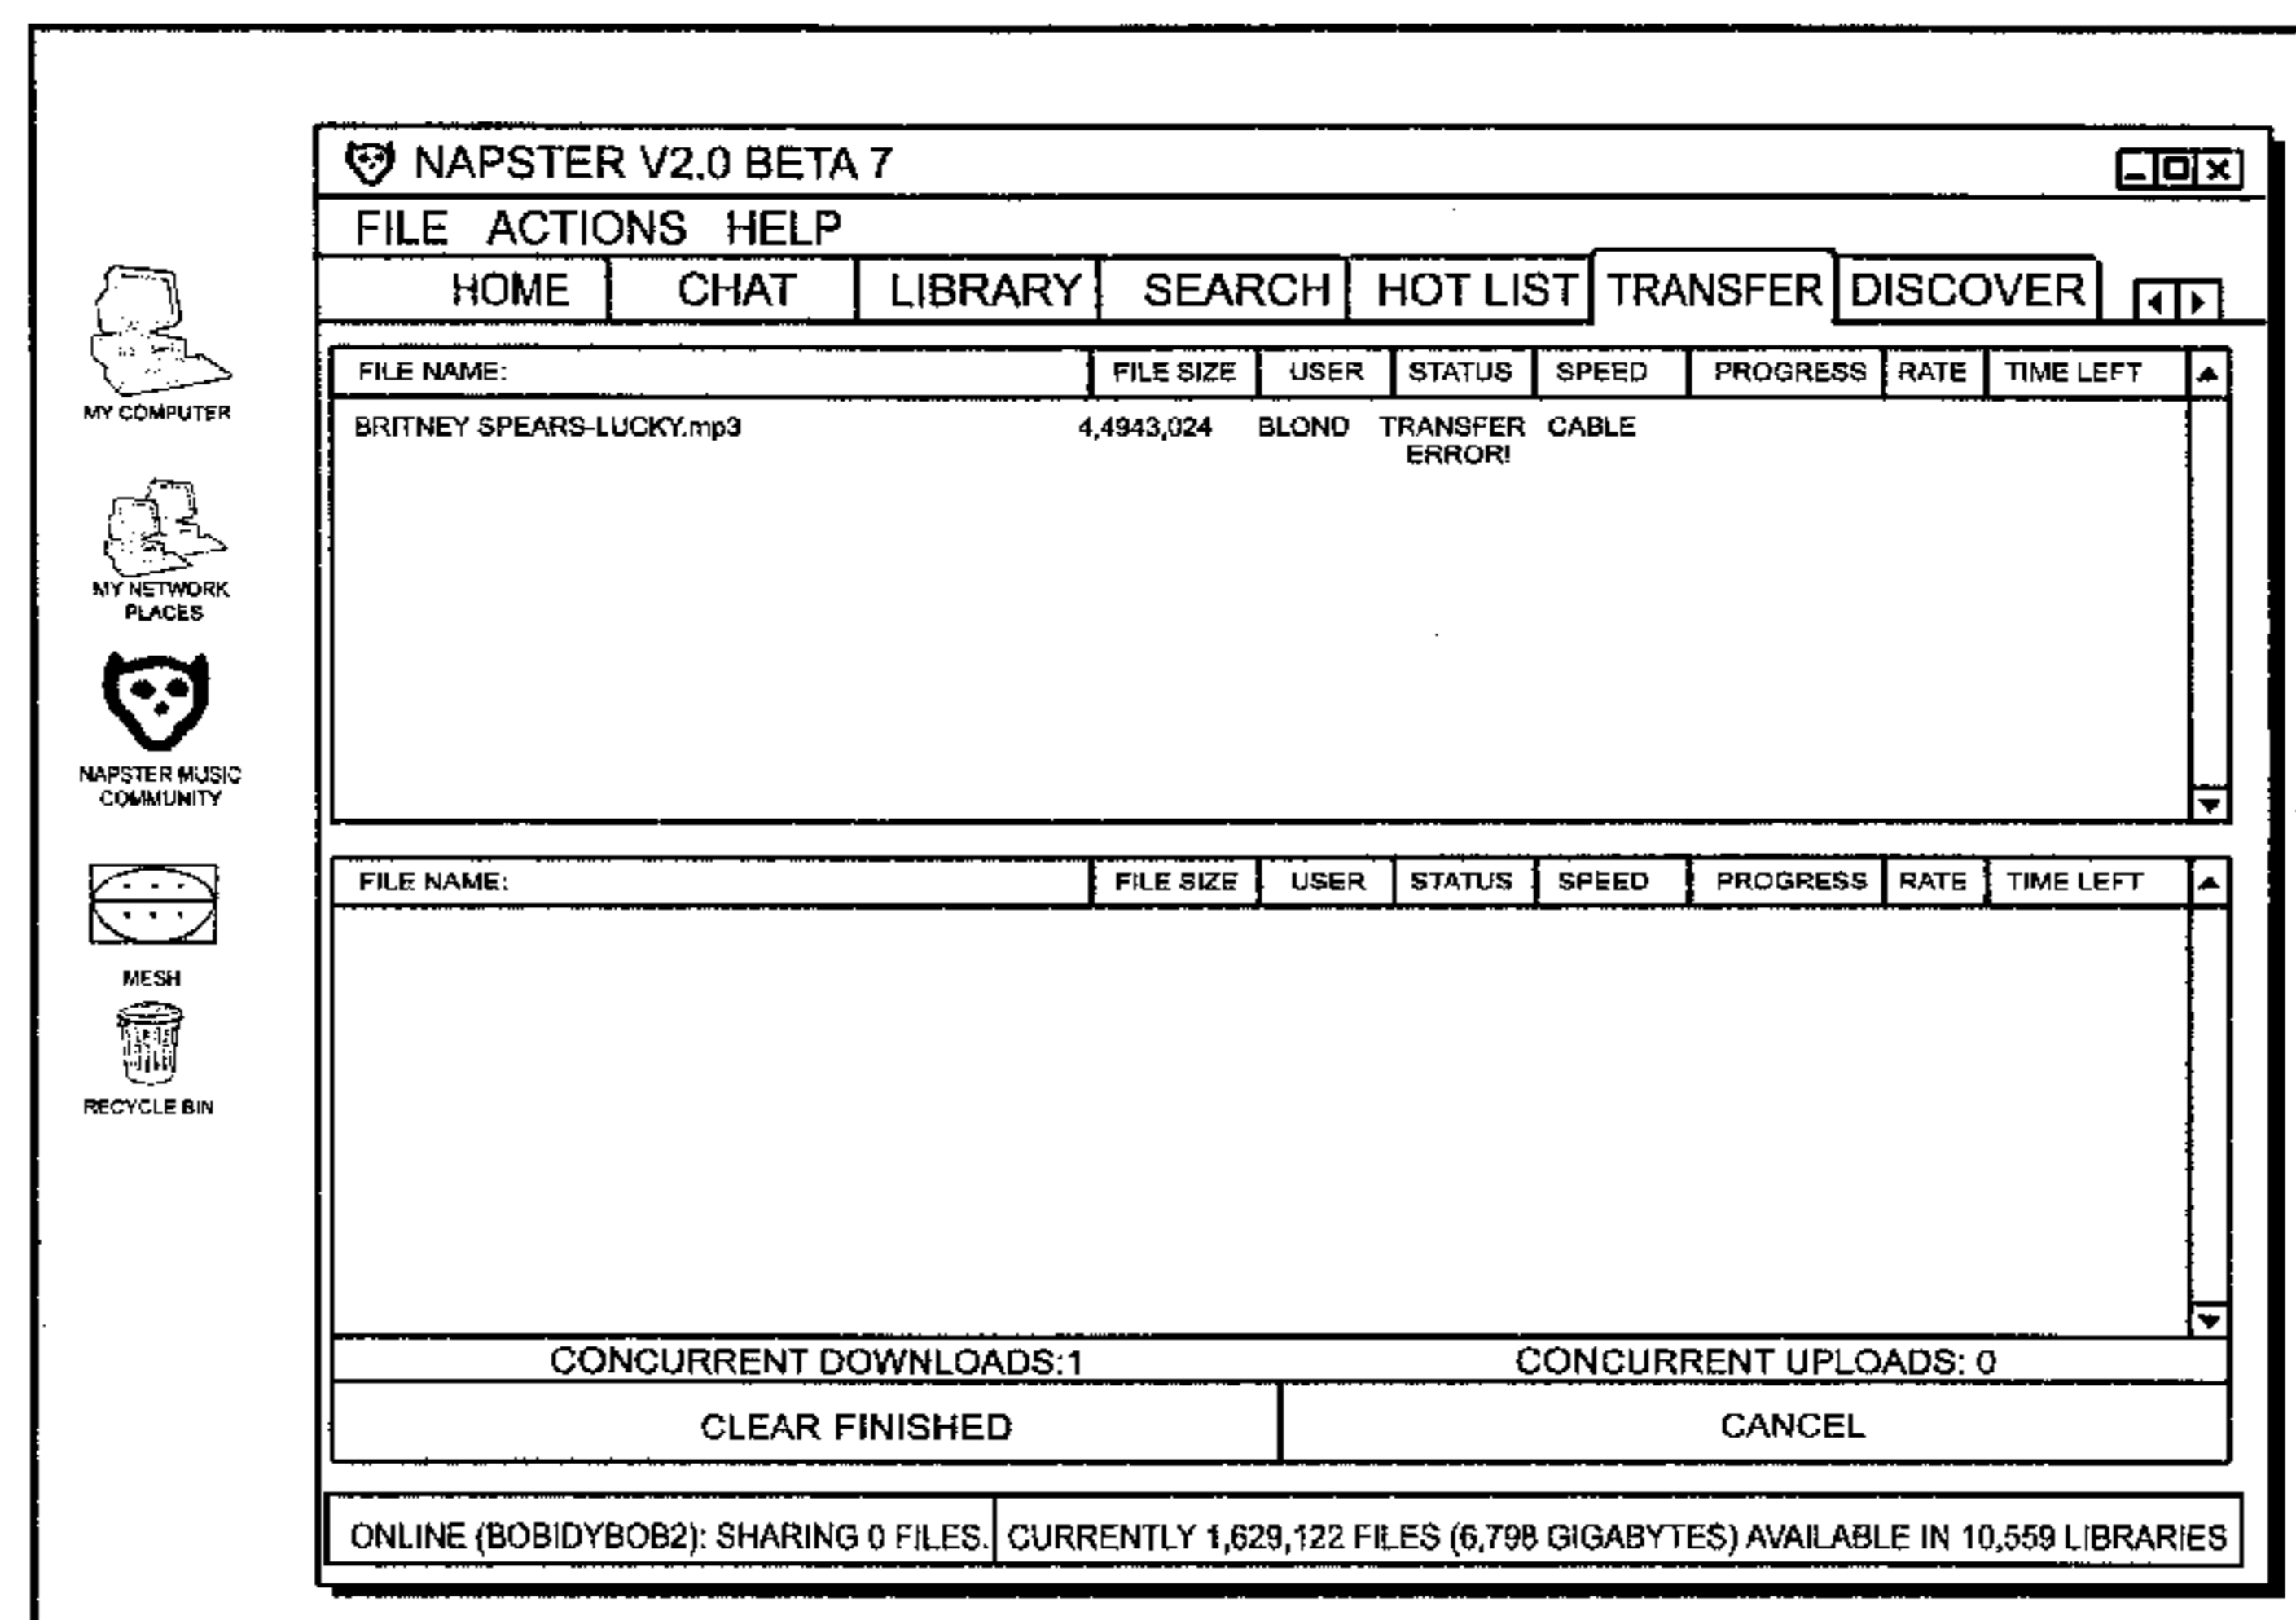 NAPSTER V2.0 BETA 7
FILE ACTIONS HELP
HOME CHAT LIBRARY SEARCH HOT LIST TRANSFER DISCOVER
FILE NAME: FILE SIZE USER STATUS SPEED PROGRESS RATE TIME LEFT
BRITNEY SPEARS-LUCKY.mp3 4,4943,024 BLOND TRANSFER CABLE
ERROR!
MY COMPUTER
MY NETWORK
PLACES
NAPSTER MUSIC
COMMUNITY
MESH
RECYCLE BIN
FILE NAME: FILE SIZE USER STATUS SPEED PROGRESS RATE TIME LEFT
CONCURRENT DOWNLOADS:1 CONCURRENT UPLOADS: 0
CLEAR FINISHED CANCEL
ONLINE (BOBIDYBOB2): SHARING 0 FILES. CURRENTLY 1,629,122 FILES (6,798 GIGABYTES) AVAILABLE IN 10,559 LIBRARIES